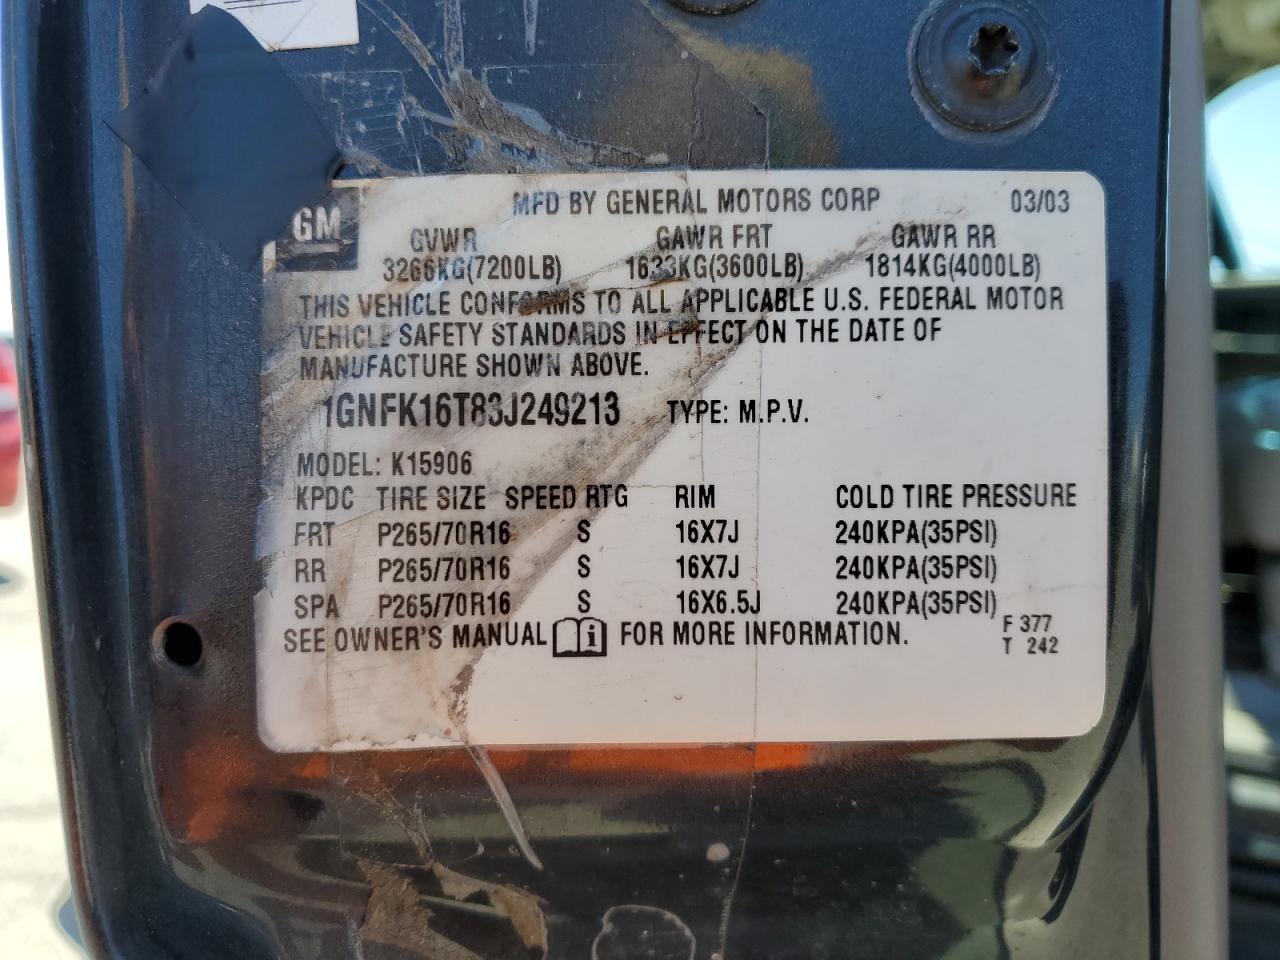 MFD BY GENERAL MOTORS CORP 03/03
GM
GVWR GAWR FRT GAWR RR
3266KG(7200LB) 1633KG(3600LB) 1814KG(4000LB)
THIS VEHICLE CONFORMS TO ALL APPLICABLE U.S. FEDERAL MOTOR
VEHICLE SAFETY STANDARDS IN EFFECT ON THE DATE OF
MANUFACTURE SHOWN ABOVE.
1GNFK16T83J249213 TYPE: M.P.V.
MODEL: K15906
KPDC TIRE SIZE SPEED RTG RIM COLD TIRE PRESSURE
FRT P265/70R16 S 16X7J 240KPA(35PSI)
RR P265/70R16 S 16X7J 240KPA(35PSI)
SPA P265/70R16 S 16X6.5J 240KPA(35PSI)
SEE OWNER'S MANUAL i FOR MORE INFORMATION.
F 377
T 242